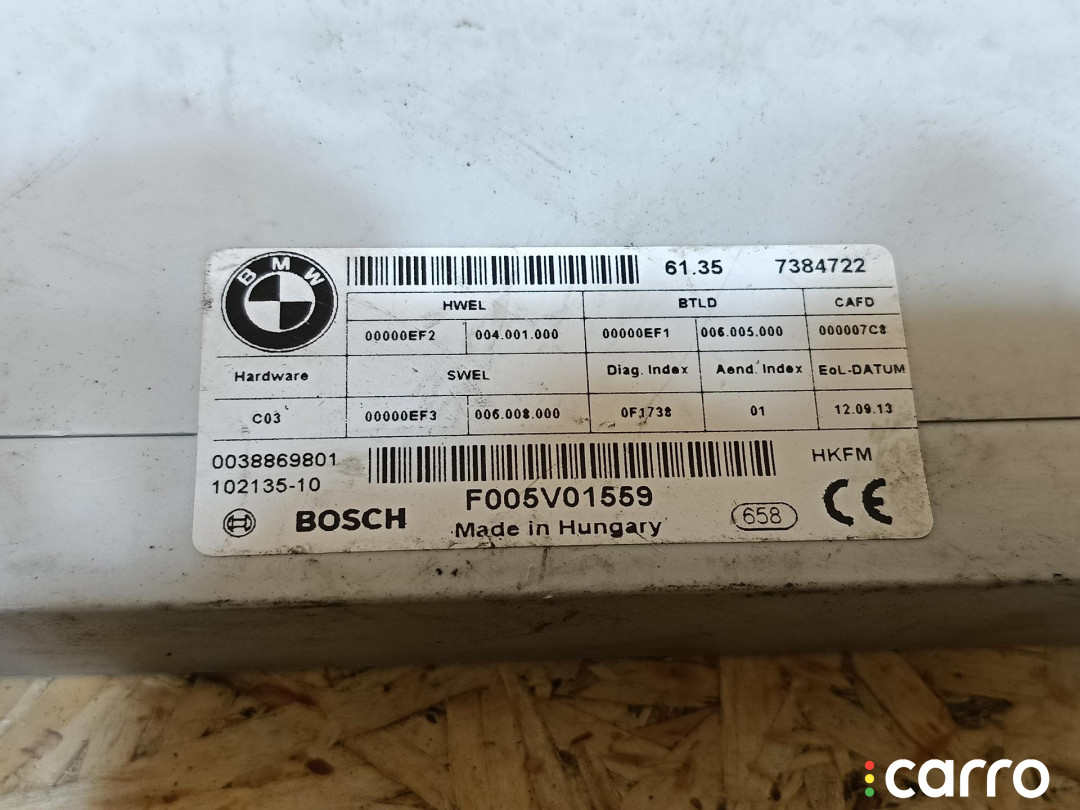 BMW
61.35 7384722
HWEL BTLD CAFD
00000EF2 004.001.000 00000EF1 006.005.000 000007C8
Hardware SWEL Diag. Index Aend. Index EoL-DATUM
C03 00000EF3 006.008.000 0F1738 01 12.09.13
0038869801 HKFM
102135-10 F005V01559
BOSCH Made in Hungary 658 CE
carro